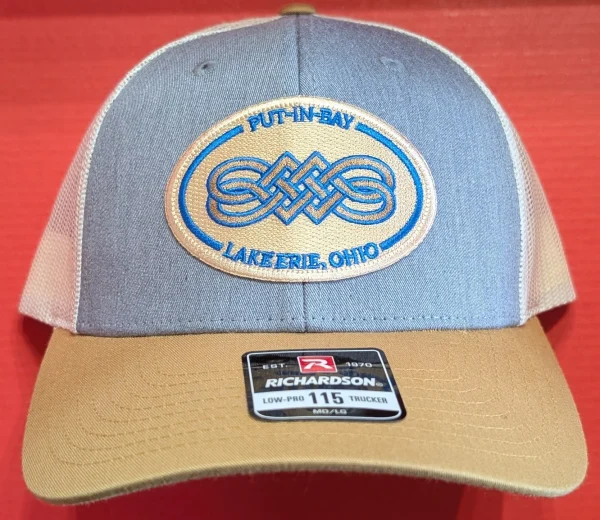 PUT-IN-BAY
LAKE ERIE, OHIO
EST. R 1970
RICHARDSON®
LOW-PRO 115 TRUCKER
MD/LG